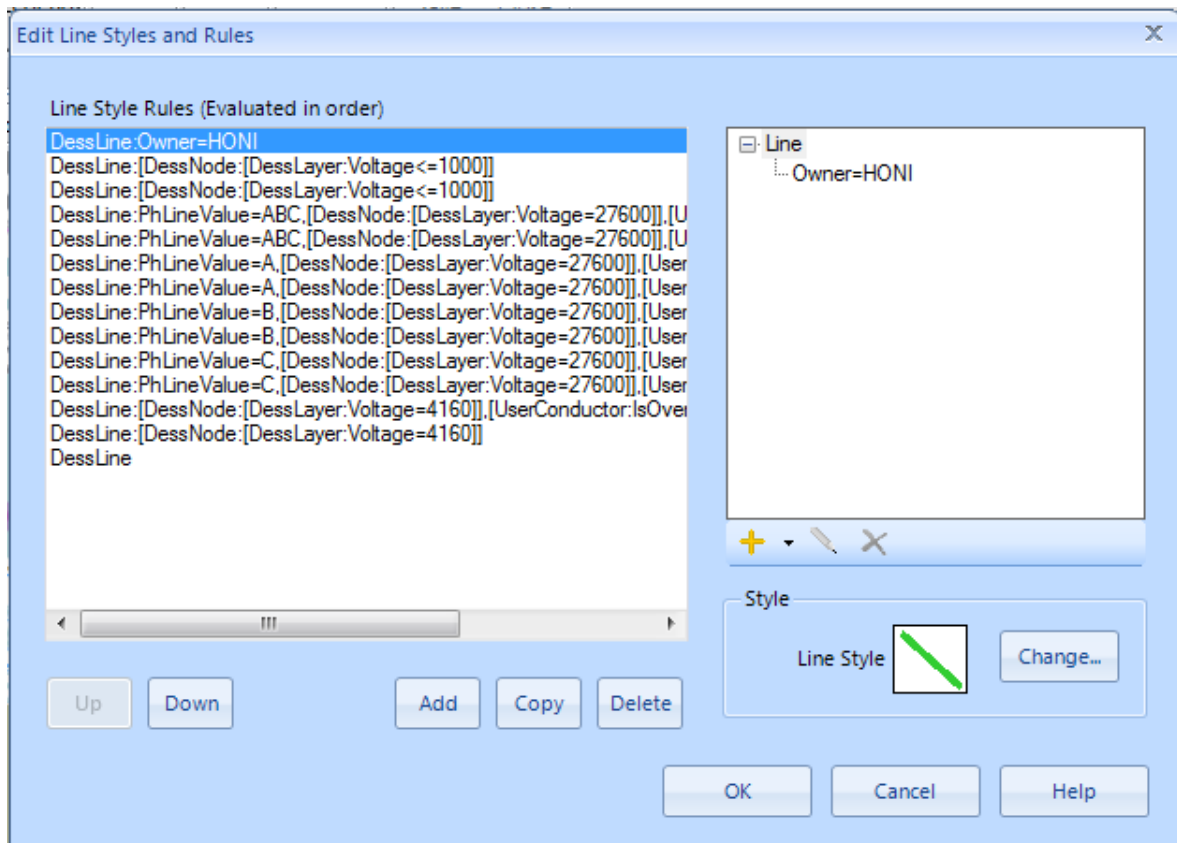 Edit Line Styles and Rules
Line Style Rules (Evaluated in order)
DessLine:Owner=HONI
DessLine:[DessNode:[DessLayer:Voltage<=1000]]
DessLine:[DessNode:[DessLayer:Voltage<=1000]]
DessLine:PhLineValue=ABC,[DessNode:[DessLayer:Voltage=27600]],[U
DessLine:PhLineValue=ABC,[DessNode:[DessLayer:Voltage=27600]],[U
DessLine:PhLineValue=A,[DessNode:[DessLayer:Voltage=27600]],[User
DessLine:PhLineValue=A,[DessNode:[DessLayer:Voltage=27600]],[User
DessLine:PhLineValue=B,[DessNode:[DessLayer:Voltage=27600]],[User
DessLine:PhLineValue=B,[DessNode:[DessLayer:Voltage=27600]],[User
DessLine:PhLineValue=C,[DessNode:[DessLayer:Voltage=27600]],[User
DessLine:PhLineValue=C,[DessNode:[DessLayer:Voltage=27600]],[User
DessLine:[DessNode:[DessLayer:Voltage=4160]],[UserConductor:IsOver
DessLine:[DessNode:[DessLayer:Voltage=4160]]
DessLine
Line
Owner=HONI
Style
Line Style
Change...
Up
Down
Add
Copy
Delete
OK
Cancel
Help